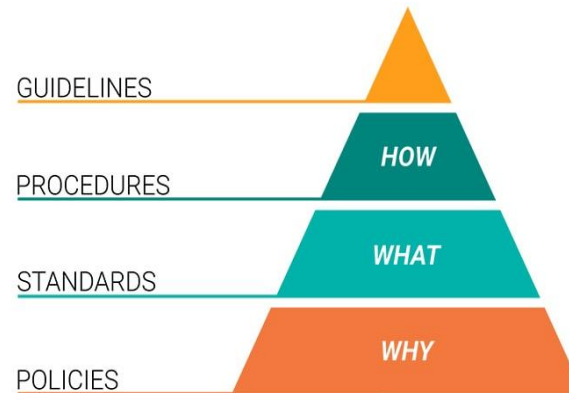 GUIDELINES
HOW
PROCEDURES
WHAT
STANDARDS
WHY
POLICIES